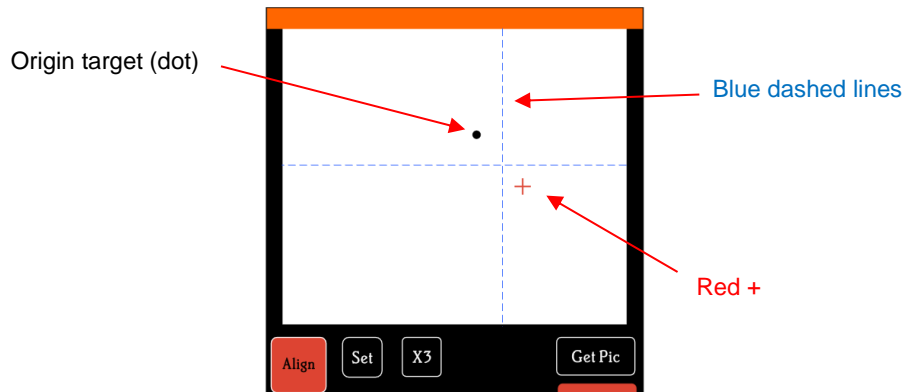 Origin target (dot)
Blue dashed lines
Red +
Align
Set
X3
Get Pic